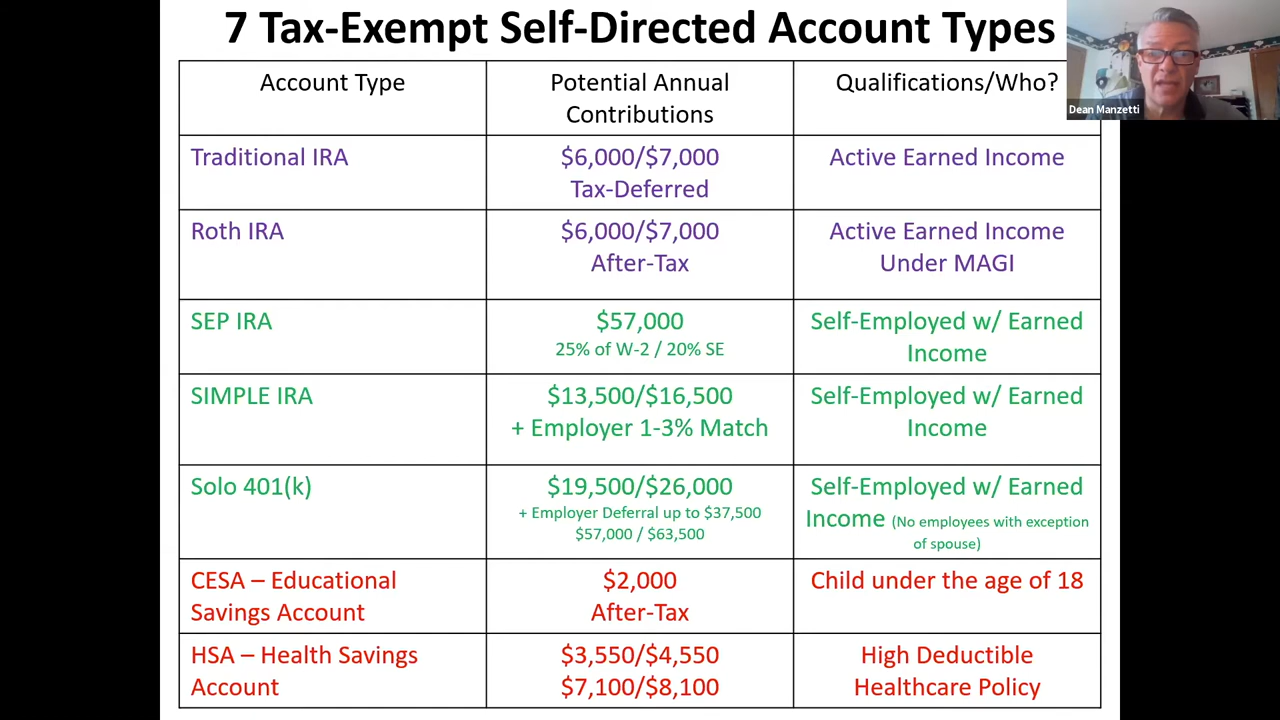 7 Tax-Exempt Self-Directed Account Types
Dean Manzetti
Account Type
Potential Annual
Contributions
Qualifications/Who?
Traditional IRA
$6,000/$7,000
Tax-Deferred
Active Earned Income
Roth IRA
$6,000/$7,000
After-Tax
Active Earned Income
Under MAGI
SEP IRA
$57,000
25% of W-2 / 20% SE
Self-Employed w/ Earned
Income
SIMPLE IRA
$13,500/$16,500
+ Employer 1-3% Match
Self-Employed w/ Earned
Income
Solo 401(k)
$19,500/$26,000
+ Employer Deferral up to $37,500
$57,000 / $63,500
Self-Employed w/ Earned
Income (No employees with exception
of spouse)
CESA – Educational
Savings Account
$2,000
After-Tax
Child under the age of 18
HSA – Health Savings
Account
$3,550/$4,550
$7,100/$8,100
High Deductible
Healthcare Policy